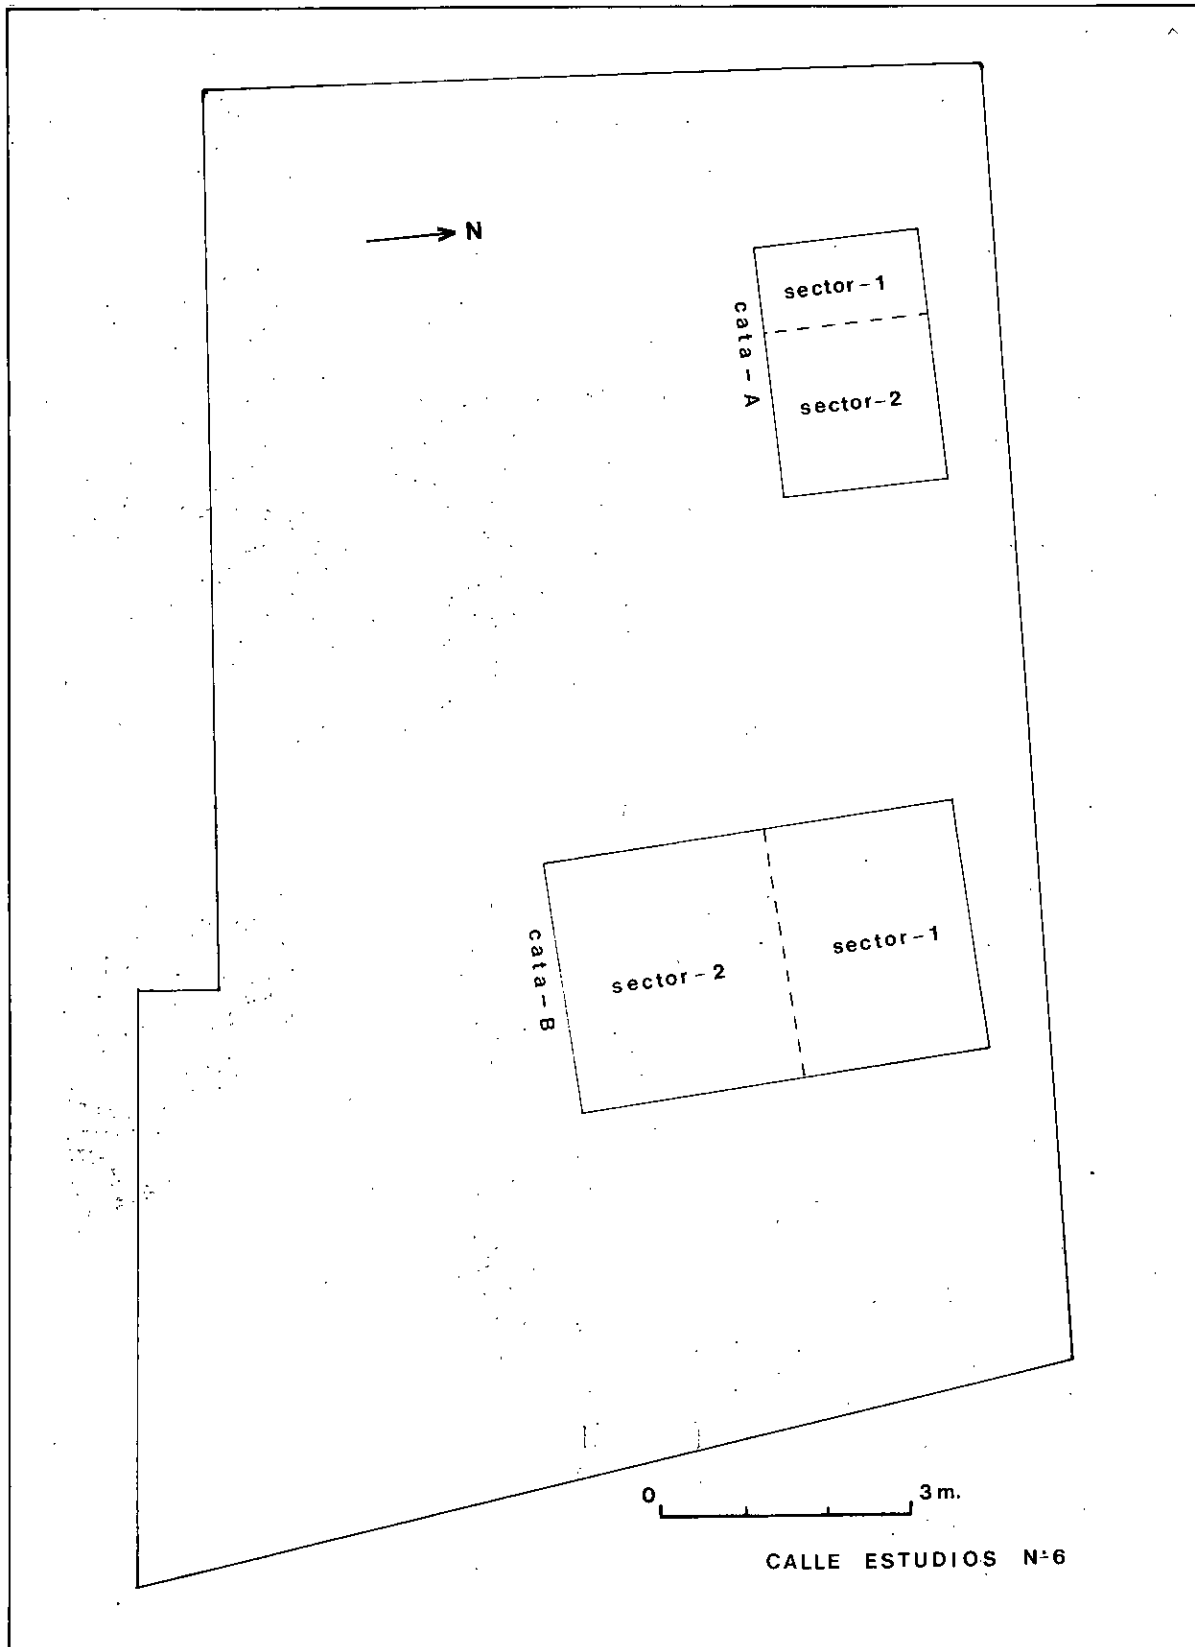 N
sector-1
cata-A
sector-2
cata-B
sector-2
sector-1
0 3 m.
CALLE ESTUDIOS Nº6